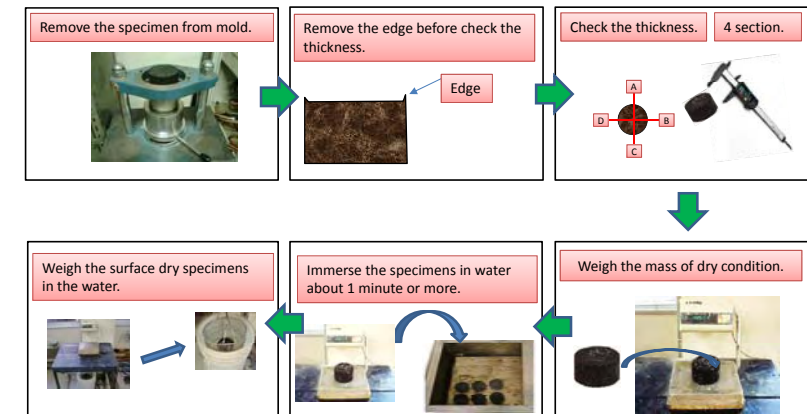 Remove the specimen from mold.
Remove the edge before check the
thickness.
Edge
Check the thickness.
4 section.
A
D
B
C
Weigh the mass of dry condition.
Immerse the specimens in water
about 1 minute or more.
Weigh the surface dry specimens
in the water.